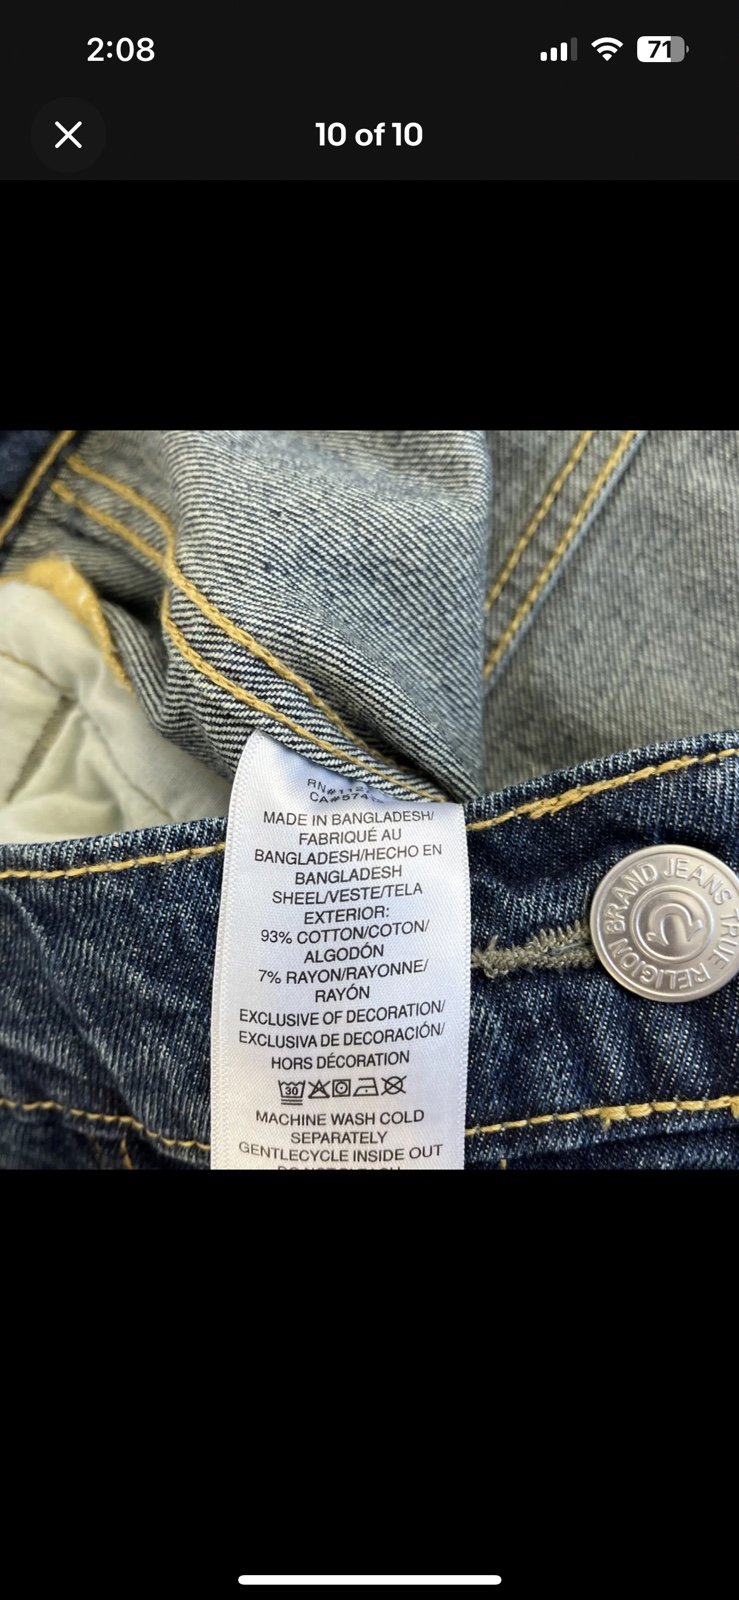 2:08
71
10 of 10
MADE IN BANGLADESH/
FABRIQUÉ AU
BANGLADESH/HECHO EN
BANGLADESH
SHEEL/VESTE/TELA
EXTERIOR:
93% COTTON/COTON/
ALGODÓN
7% RAYON/RAYONNE/
RAYÓN
EXCLUSIVE OF DECORATION/
EXCLUSIVA DE DECORACIÓN/
HORS DÉCORATION
30
MACHINE WASH COLD
SEPARATELY
GENTLECYCLE INSIDE OUT
TRUE RELIGION BRAND JEANS